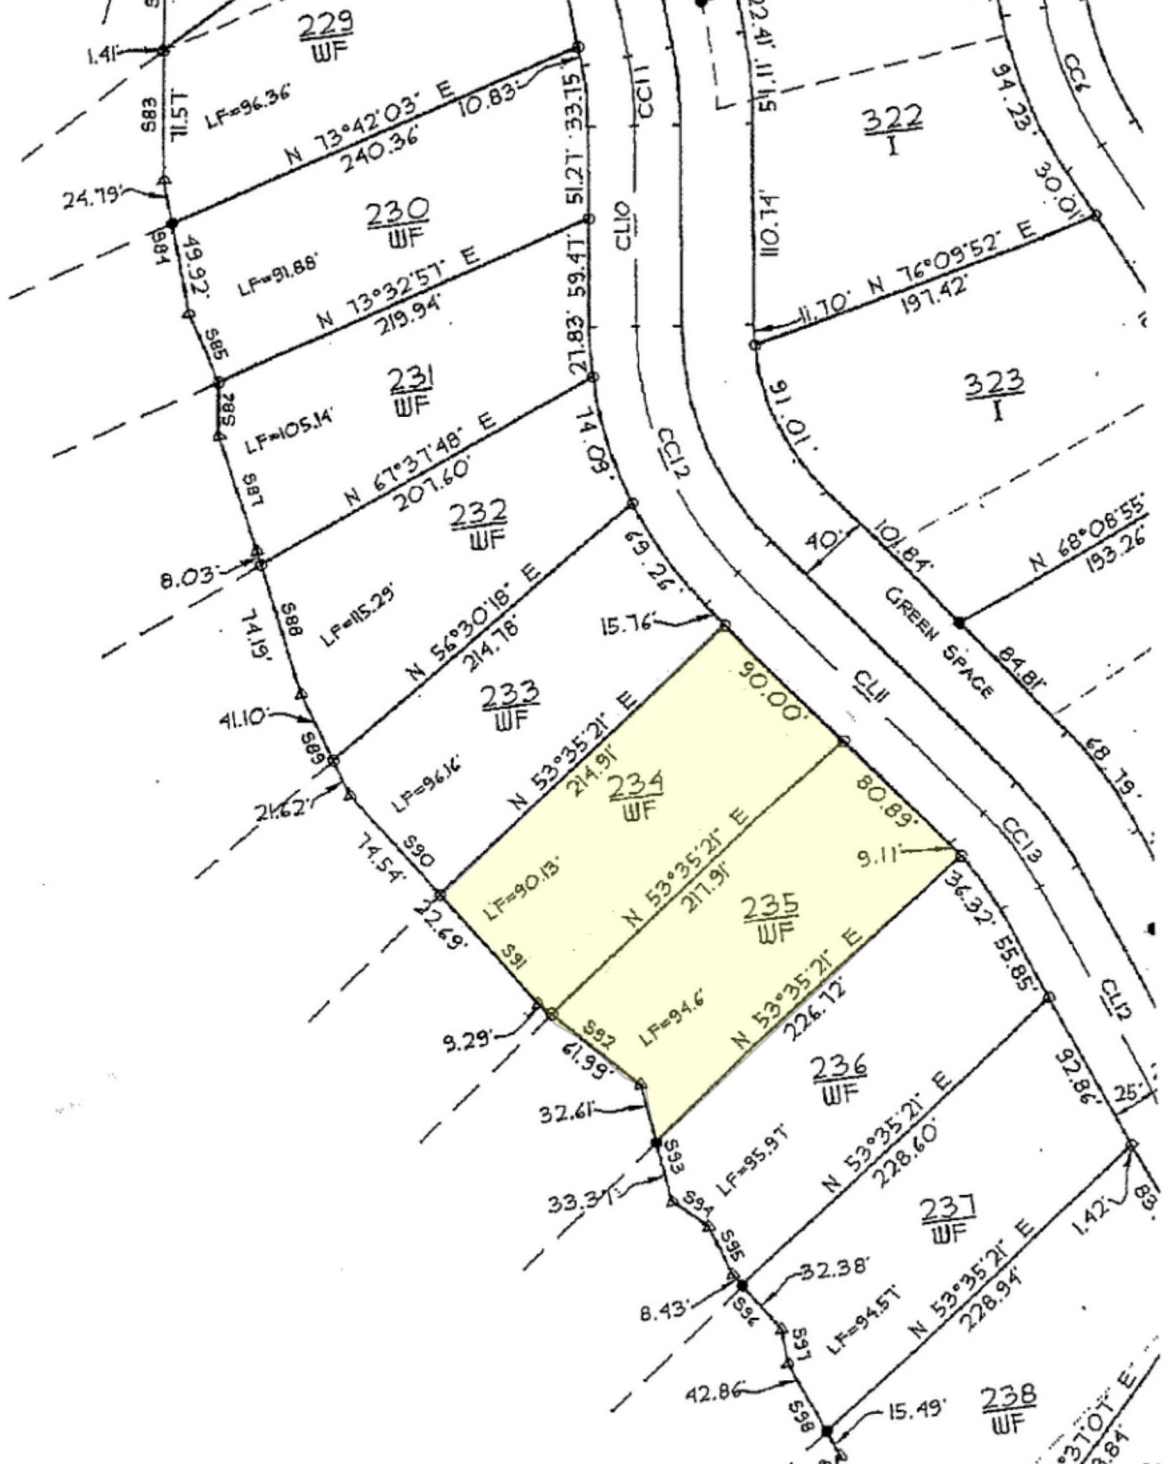 229
WF
1.41'
S83
71.57
LF=96.36'
N 73°42'03" E
240.36'
10.83'
33.75'
CC11
22.41'
51.11'
322
I
94.23'
CC6
30.01'
24.79'
S84
49.92'
230
WF
LF=91.88'
N 73°32'57" E
219.94'
51.27'
59.47'
CL10
110.74'
N 76°09'52" E
197.42'
11.70'
S85
S86
231
WF
LF=105.14'
27.83'
323
I
91.01'
S87
N 67°37'48" E
207.60'
74.09'
CC12
232
WF
8.03'
S88
74.19'
LF=115.29'
N 56°30'18" E
214.78'
69.26'
40'
101.84'
N 68°08'55"
193.26'
GREEN SPACE
84.81'
15.76'
41.10'
S89
233
WF
90.00'
CL11
68.79'
21.62'
LF=96.16'
N 53°35'21" E
214.91'
234
WF
S90
74.54'
80.89'
CC13
9.11'
LF=90.13'
N 53°35'21" E
217.91'
22.69'
S91
235
WF
36.32'
55.85'
CL12
9.29'
S92
61.99'
LF=94.6'
N 53°35'21" E
226.72'
236
WF
92.86'
25'
32.61'
S93
33.37'
S94
LF=95.97'
N 53°35'21" E
228.60'
S95
8.43'
32.38'
237
WF
1.42'
83.
S96
S97
LF=94.57'
N 53°35'21" E
228.94'
42.86'
S98
15.49'
238
WF
°37'07" E
3.84'